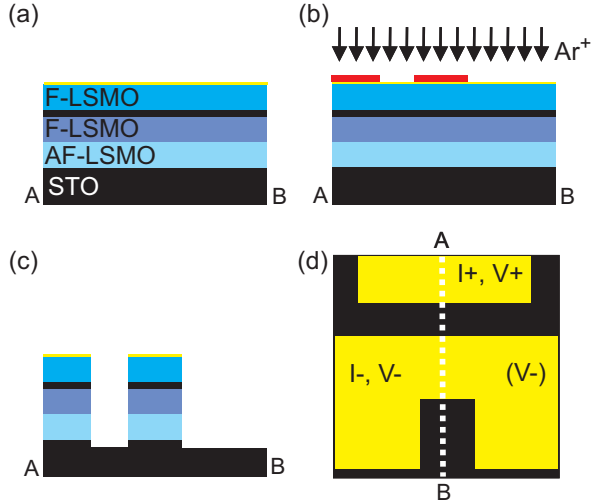 (a)
F-LSMO
F-LSMO
AF-LSMO
STO
A
B
(b)
Ar+
A
B
(c)
A
B
(d)
A
I+, V+
I-, V-
(V-)
B